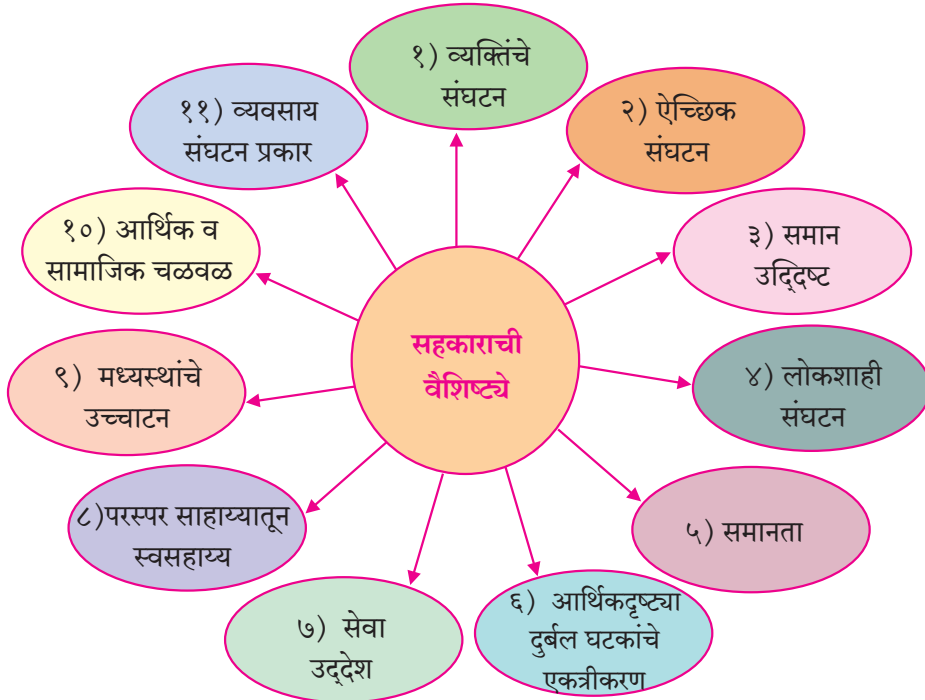 सहकाराची
वैशिष्ट्ये
१) व्यक्तिंचे
संघटन
२) ऐच्छिक
संघटन
३) समान
उद्‌दिष्ट
४) लोकशाही
संघटन
५) समानता
६) आर्थिकदृष्ट्या
दुर्बल घटकांचे
एकत्रीकरण
७) सेवा
उद्‌देश
८)परस्पर साहाय्यातून
स्वसहाय्य
९) मध्यस्थांचे
उच्चाटन
१०) आर्थिक व
सामाजिक चळवळ
११) व्यवसाय
संघटन प्रकार